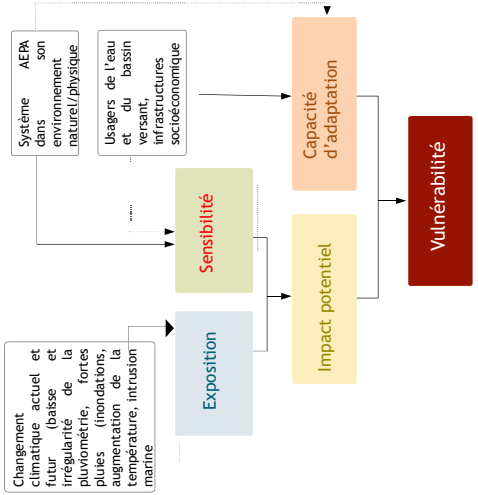 Changement
climatique actuel et
futur (baisse et
irrégularité de la
pluviométrie, fortes
pluies (inondations,
augmentation de la
température, intrusion
marine
Usagers de l'eau
et du bassin
versant,
infrastructures
socioéconomique
Système AEPA
dans son
environnement
naturel/physique
Exposition
Sensibilité
Impact potentiel
Capacité
d'adaptation
Vulnérabilité